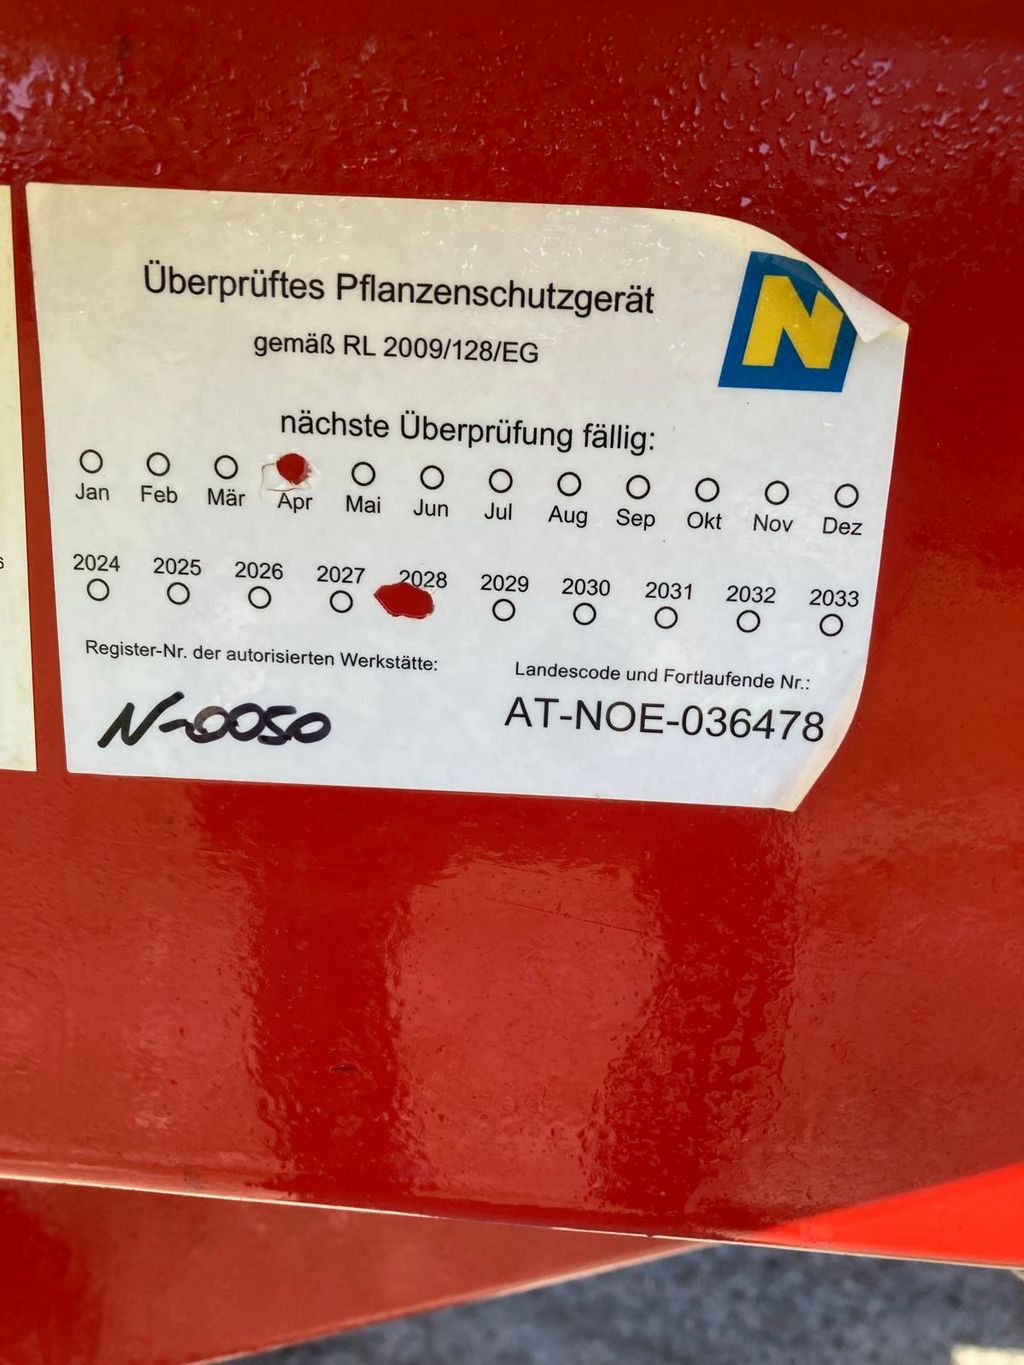 Überprüftes Pflanzenschutzgerät
gemäß RL 2009/128/EG
N
nächste Überprüfung fällig:
Jan Feb Mär Apr Mai Jun Jul Aug Sep Okt Nov Dez
2024 2025 2026 2027 2028 2029 2030 2031 2032 2033
Register-Nr. der autorisierten Werkstätte:
N-0050
Landescode und Fortlaufende Nr.:
AT-NOE-036478